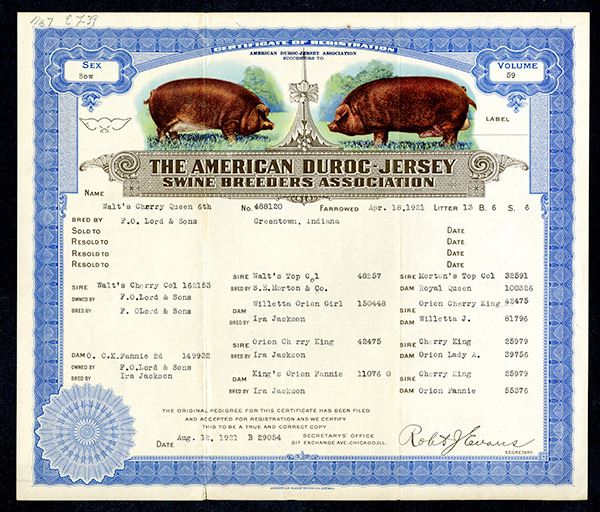 CERTIFICATE OF REGISTRATION
AMERICAN DUROC-JERSEY ASSOCIATION
SUCCESSORS TO
SEX
Sow
VOLUME
59
LABEL
THE AMERICAN DUROC-JERSEY
SWINE BREEDERS ASSOCIATION
NAME Walt's Cherry Queen 6th No. 488120 FARROWED Apr. 18,1921 LITTER 13 B. 6 S. 6
BRED BY F.O. Lord & Sons Greentown, Indiana
SOLD TO DATE
RESOLD TO DATE
RESOLD TO DATE
RESOLD TO DATE
SIRE Walt's Top Col 48257 SIRE Morton's Top Col 32591
SIRE Walt's Cherry Col 162153 BRED BY S.E.Morton & Co. DAM Royal Queen 100326
OWNED BY F.O.Lord & Sons DAM Willetta Orion Girl 150448 SIRE Orion Cherry King 42475
BRED BY F. OLord & Sons BRED BY Ira Jackson DAM Willetta J. 81796
SIRE Orion Ch rry King 42475 SIRE Cherry King 25979
DAM O. C.K.Fannie 2d 149932 BRED BY Ira Jackson DAM Orion Lady A. 39756
OWNED BY F.O.Lord & Sons DAM King's Orion Fannie 11076 0 SIRE Cherry King 25979
BRED BY Ira Jackson BRED BY Ira Jackson DAM Orion Fannie 55376
THE ORIGINAL PEDIGREE FOR THIS CERTIFICATE HAS BEEN FILED
AND ACCEPTED FOR REGISTRATION AND WE CERTIFY
THIS TO BE A TRUE AND CORRECT COPY
DATE Aug. 12, 1921 B 29054 SECRETARY'S OFFICE
817 EXCHANGE AVE. CHICAGO, ILL.
Robt J Evans
SECRETARY.